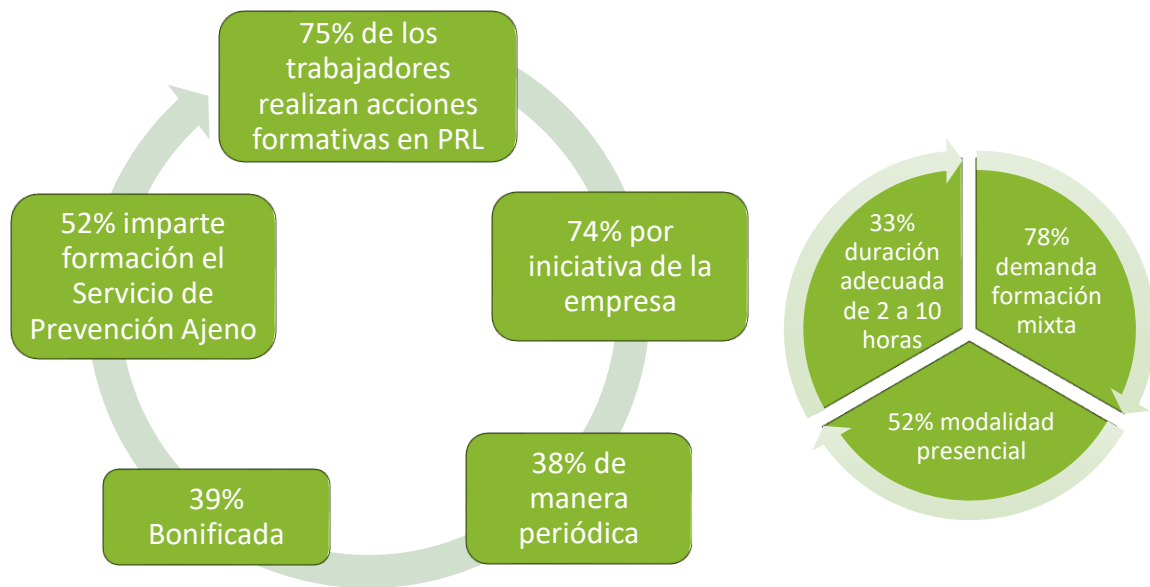 75% de los
trabajadores
realizan acciones
formativas en PRL
74% por
iniciativa de la
empresa
38% de
manera
periódica
39%
Bonificada
52% imparte
formación el
Servicio de
Prevención Ajeno
78%
demanda
formación
mixta
52% modalidad
presencial
33%
duración
adecuada
de 2 a 10
horas